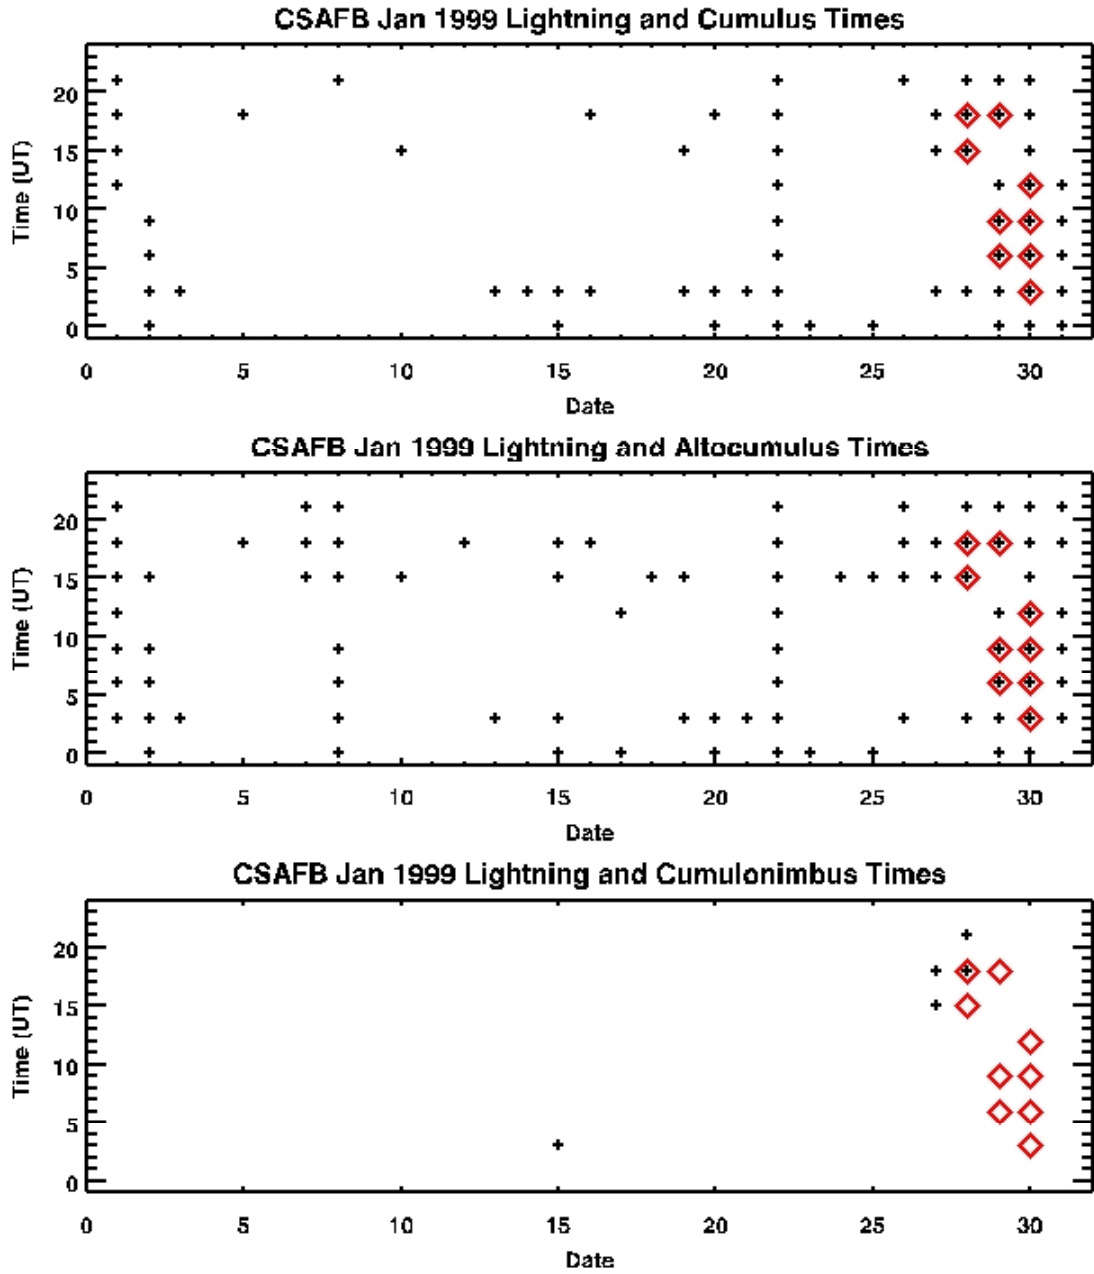 CSAFB Jan 1999 Lightning and Cumulus Times
20
15
10
5
0
Time (UT)
0 5 10 15 20 25 30
Date
CSAFB Jan 1999 Lightning and Altocumulus Times
20
15
10
5
0
Time (UT)
0 5 10 15 20 25 30
Date
CSAFB Jan 1999 Lightning and Cumulonimbus Times
20
15
10
5
0
Time (UT)
0 5 10 15 20 25 30
Date